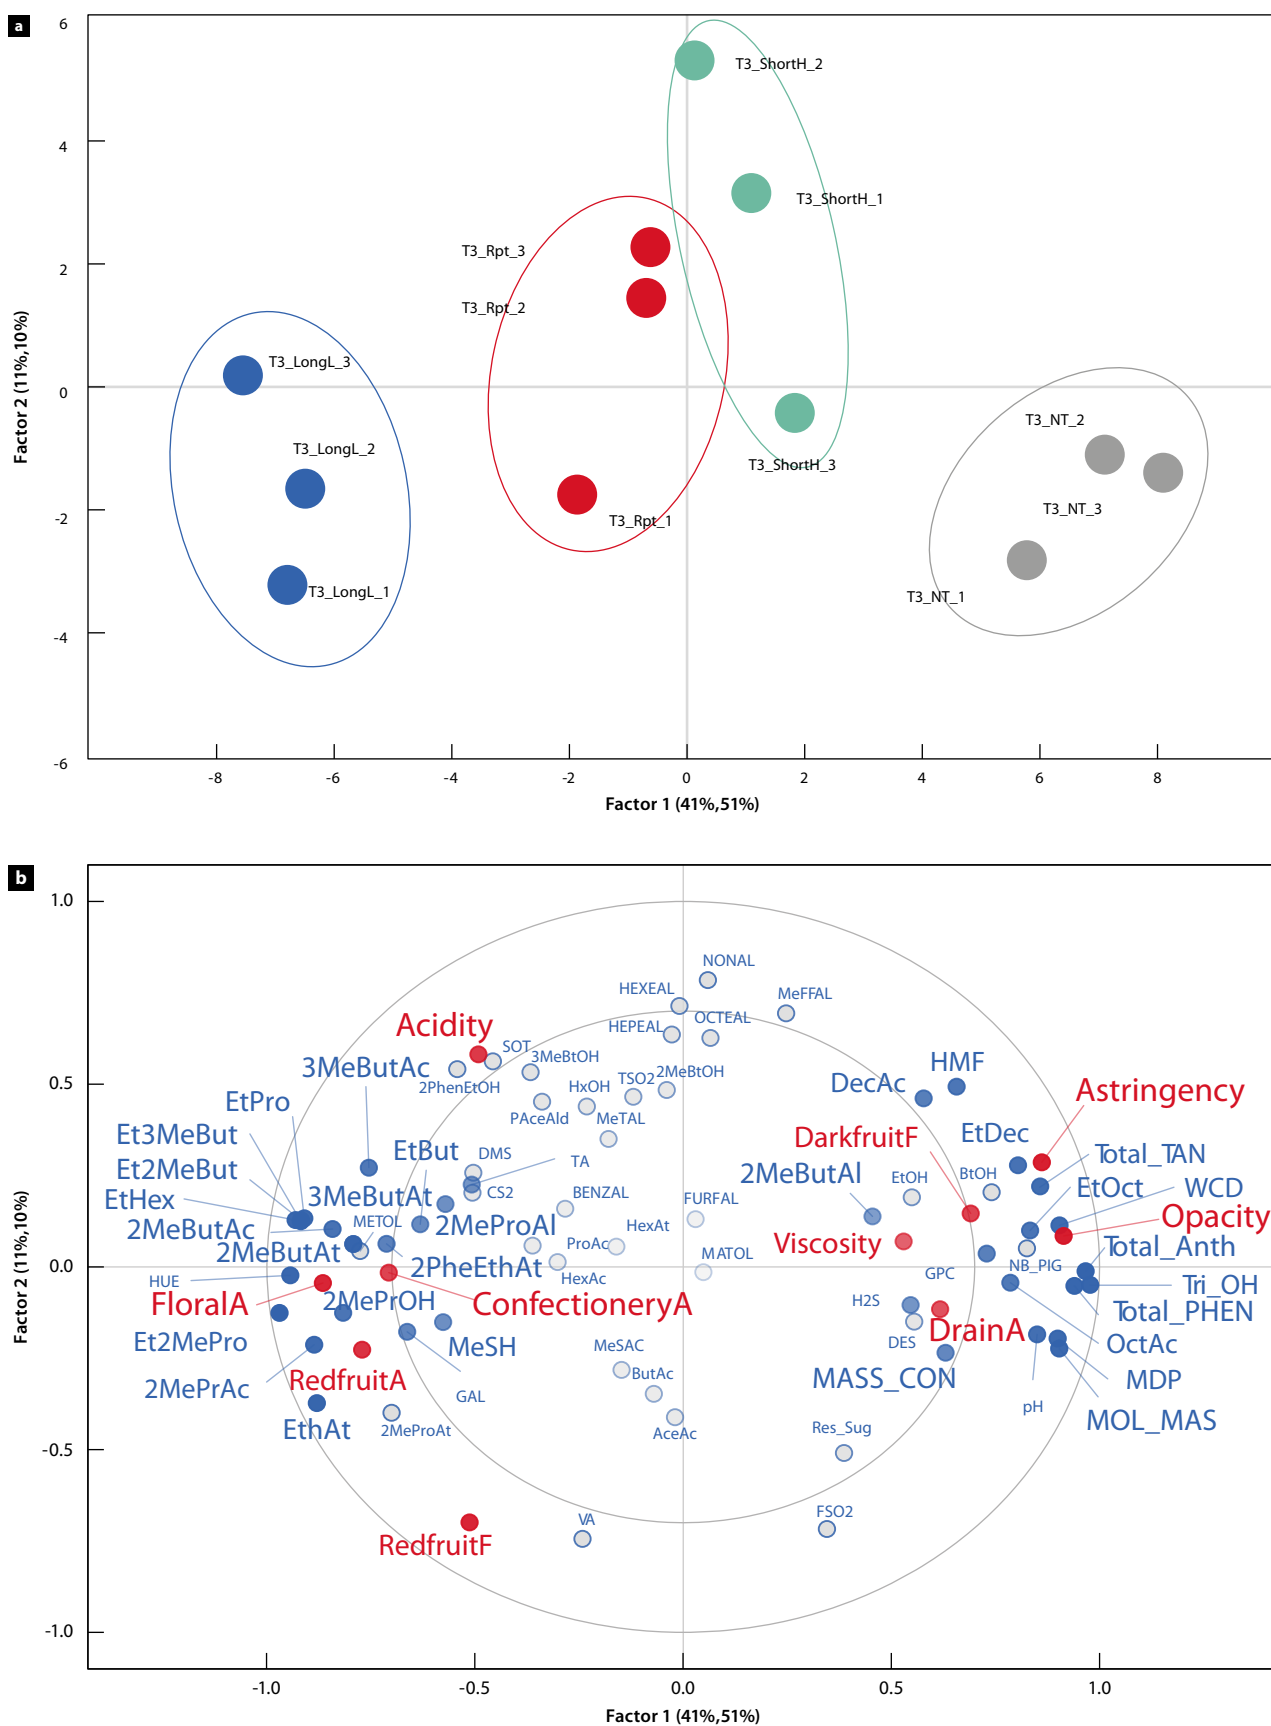 a
6
T3_ShortH_2
4
T3_ShortH_1
T3_Rpt_3
2
T3_Rpt_2
T3_LongL_3
0
T3_NT_2
T3_LongL_2
T3_ShortH_3
T3_NT_3
-2
T3_Rpt_1
T3_LongL_1
T3_NT_1
-4
-6
Factor 2 (11%,10%)
-8 -6 -4 -2 0 2 4 6 8
Factor 1 (41%,51%)
b
1.0
NONAL
HEXEAL
MeFFAL
OCTEAL
HEPEAL
Acidity
SOT
3MeBtOH
3MeButAc
HMF
2PhenEtOH
HxOH
TSO2
2MeBtOH
DecAc
0.5
Astringency
EtPro
PAceAld
MeTAL
Et3MeBut
DarkfruitF
EtDec
EtBut
DMS
Total_TAN
Et2MeBut
TA
2MeButAl
EtOH
BtOH
EtOct
WCD
EtHex
3MeButAt
CS2
BENZAL
FURFAL
2MeButAc
METOL
2MeProAl
HexAt
Opacity
2MeButAt
ProAc
Viscosity
Total_Anth
MATOL
0.0
HUE
2PheEthAt
HexAc
GPC
NB_PIG
Tri_OH
FloralA
2MePrOH
ConfectioneryA
H2S
Total_PHEN
Et2MePro
MeSH
MeSAC
DES
DrainA
OctAc
2MePrAc
RedfruitA
ButAc
MASS_CON
MDP
GAL
pH
EthAt
2MeProAt
AceAc
Res_Sug
MOL_MAS
-0.5
RedfruitF
VA
FSO2
-1.0
Factor 2 (11%,10%)
-1.0 -0.5 0.0 0.5 1.0
Factor 1 (41%,51%)